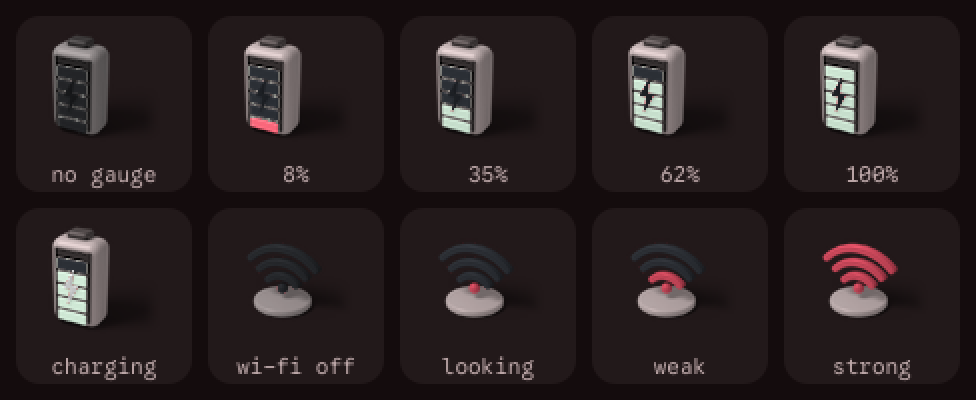 no gauge
8%
35%
62%
100%
charging
wi-fi off
looking
weak
strong